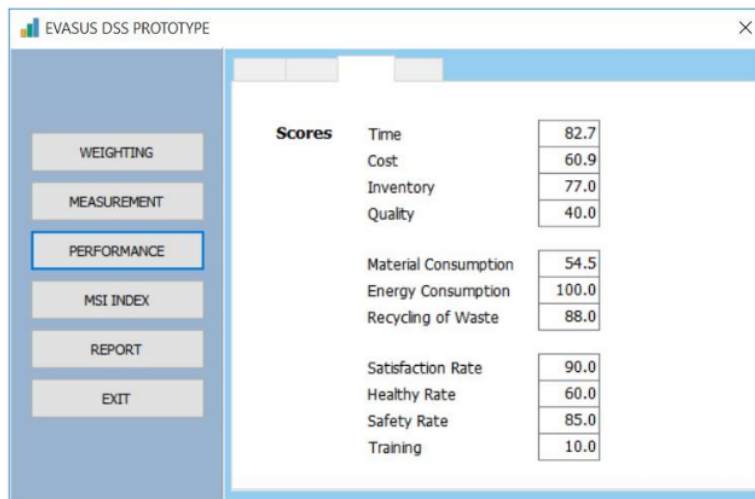 EVASUS DSS PROTOTYPE
WEIGHTING
MEASUREMENT
PERFORMANCE
MSI INDEX
REPORT
EXIT
Scores
Time 82.7
Cost 60.9
Inventory 77.0
Quality 40.0
Material Consumption 54.5
Energy Consumption 100.0
Recycling of Waste 88.0
Satisfaction Rate 90.0
Healthy Rate 60.0
Safety Rate 85.0
Training 10.0